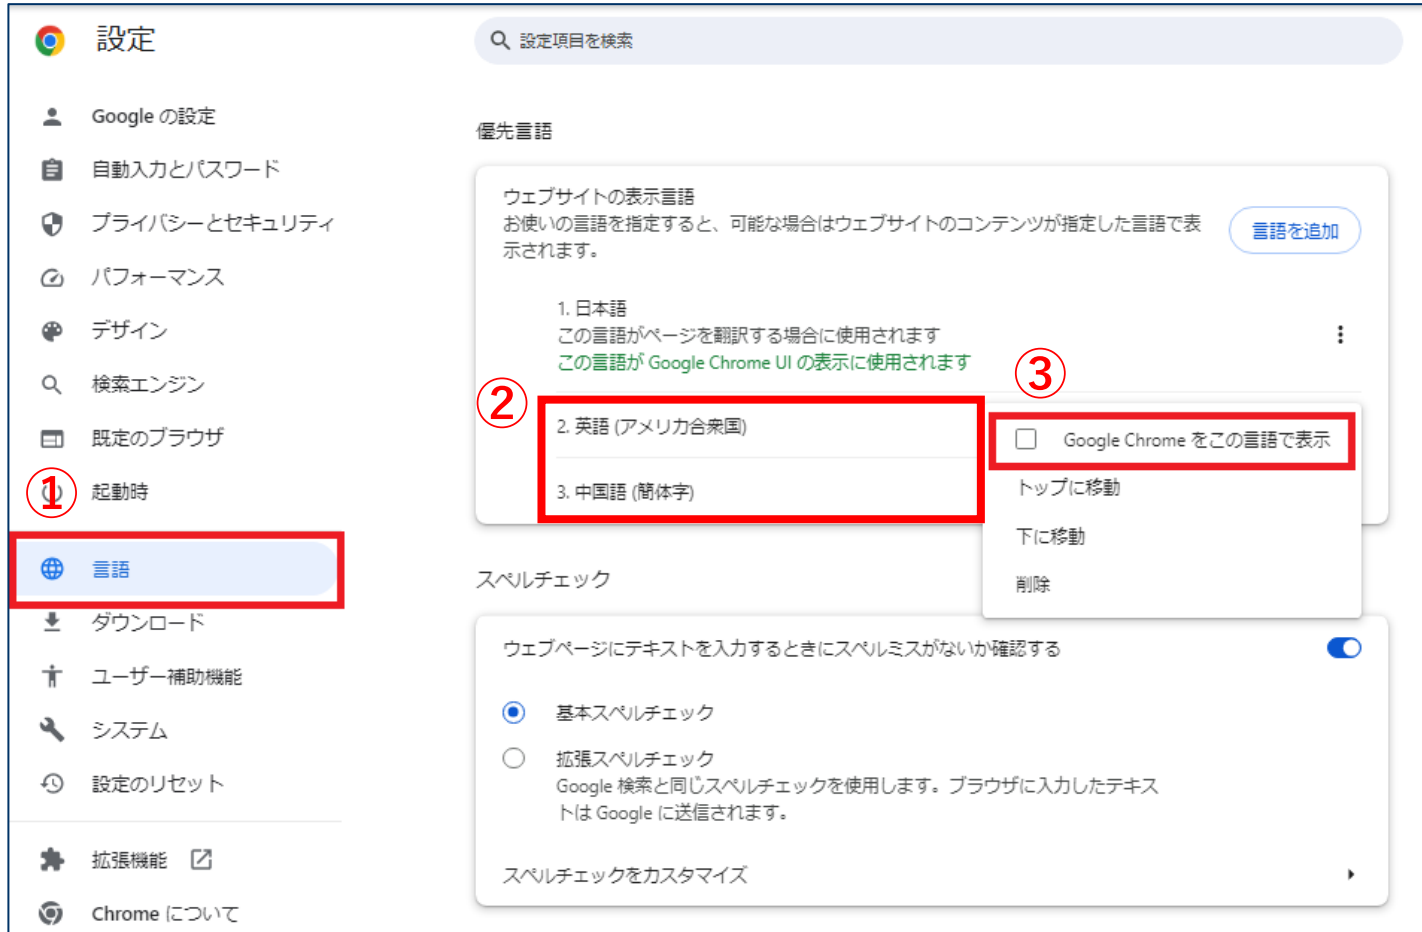 設定
設定項目を検索
Google の設定
自動入力とパスワード
プライバシーとセキュリティ
パフォーマンス
デザイン
検索エンジン
既定のブラウザ
① 起動時
言語
ダウンロード
ユーザー補助機能
システム
設定のリセット
拡張機能
Chrome について
優先言語
ウェブサイトの表示言語
お使いの言語を指定すると、可能な場合はウェブサイトのコンテンツが指定した言語で表
示されます。
言語を追加
1. 日本語
この言語がページを翻訳する場合に使用されます
この言語が Google Chrome UI の表示に使用されます
②
2. 英語 (アメリカ合衆国)
3. 中国語 (簡体字)
③
Google Chrome をこの言語で表示
トップに移動
下に移動
削除
スペルチェック
ウェブページにテキストを入力するときにスペルミスがないか確認する
基本スペルチェック
拡張スペルチェック
Google 検索と同じスペルチェックを使用します。ブラウザに入力したテキス
トは Google に送信されます。
スペルチェックをカスタマイズ